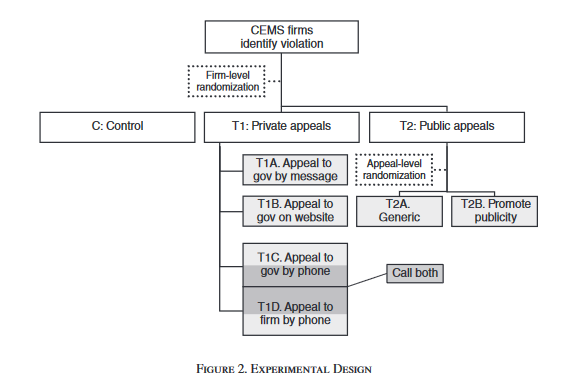 CEMS firms
identify violation
Firm-level
randomization
C: Control
T1: Private appeals
T2: Public appeals
T1A. Appeal to
gov by message
Appeal-level
randomization
T1B. Appeal to
gov on website
T2A.
Generic
T2B. Promote
publicity
T1C. Appeal to
gov by phone
Call both
T1D. Appeal to
firm by phone
FIGURE 2. EXPERIMENTAL DESIGN